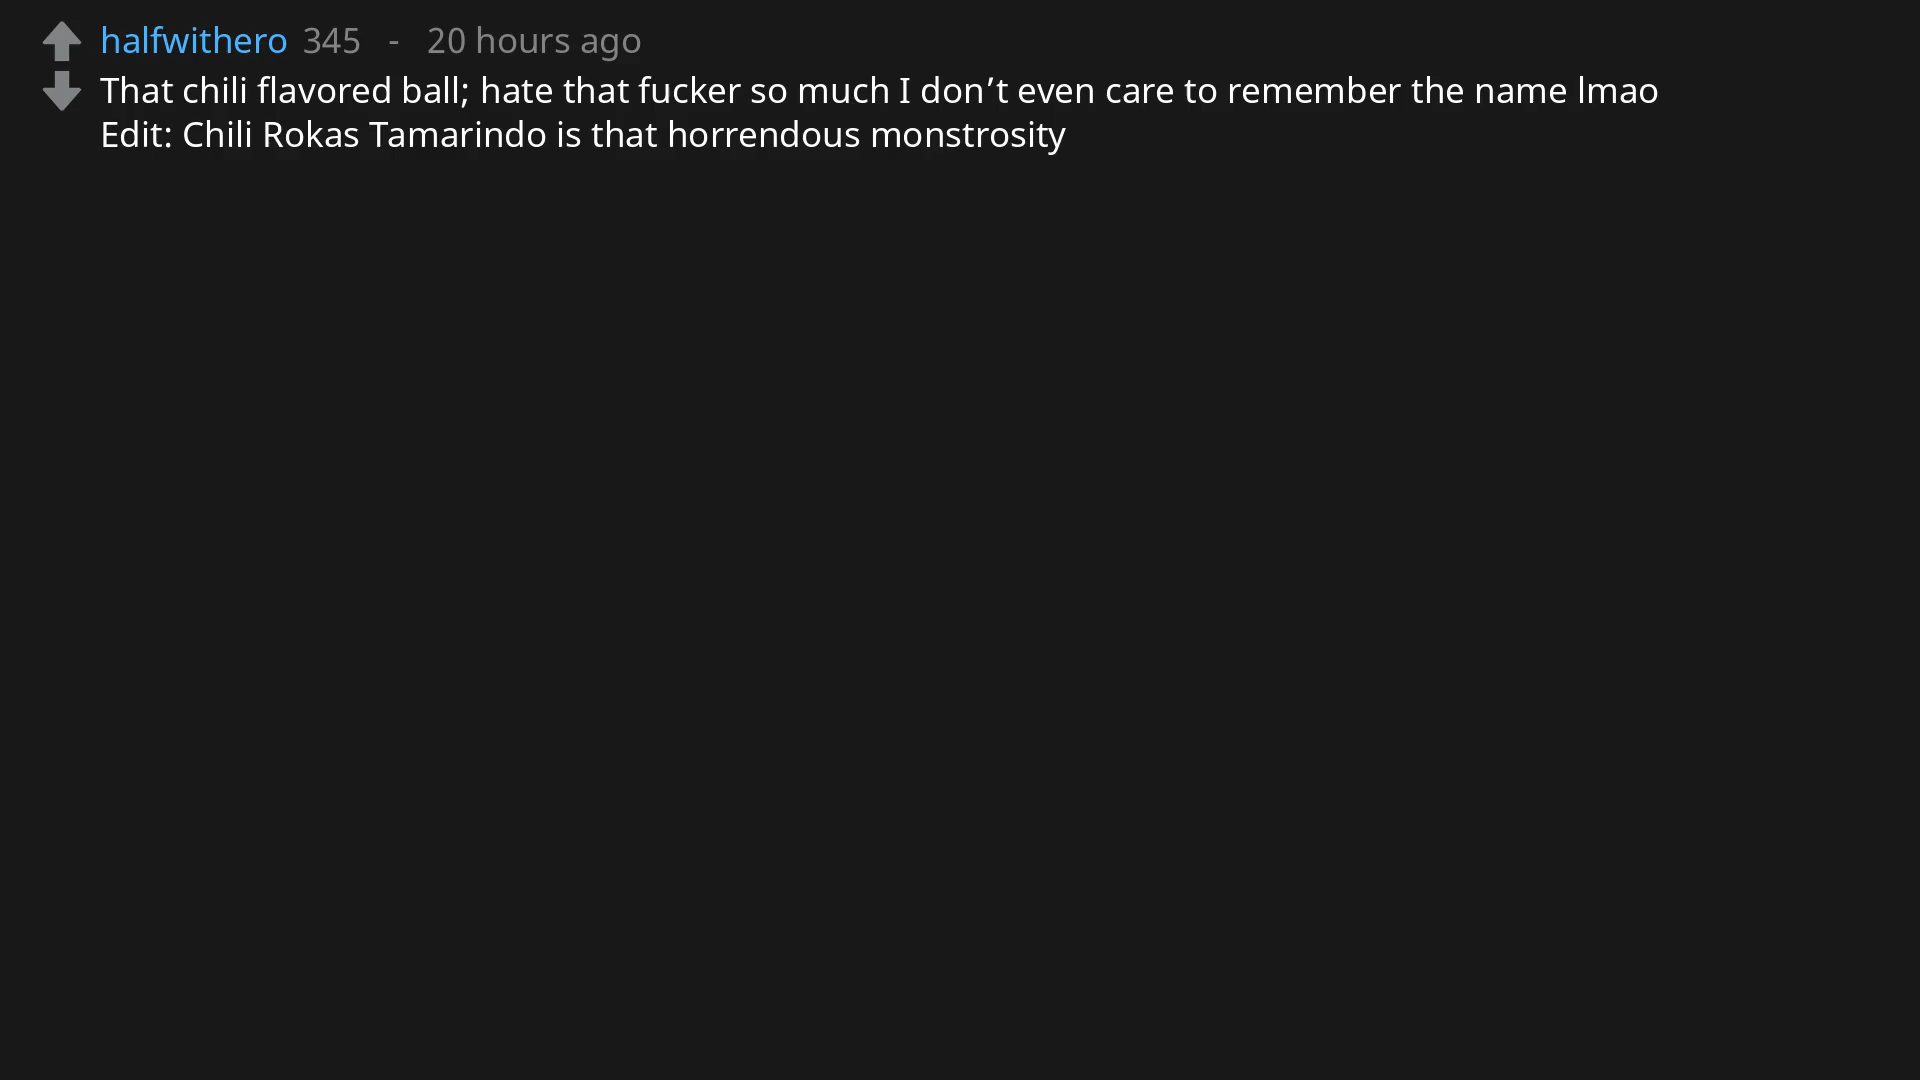 halfwithero 345 - 20 hours ago
That chili flavored ball; hate that fucker so much I don’t even care to remember the name lmao
Edit: Chili Rokas Tamarindo is that horrendous monstrosity